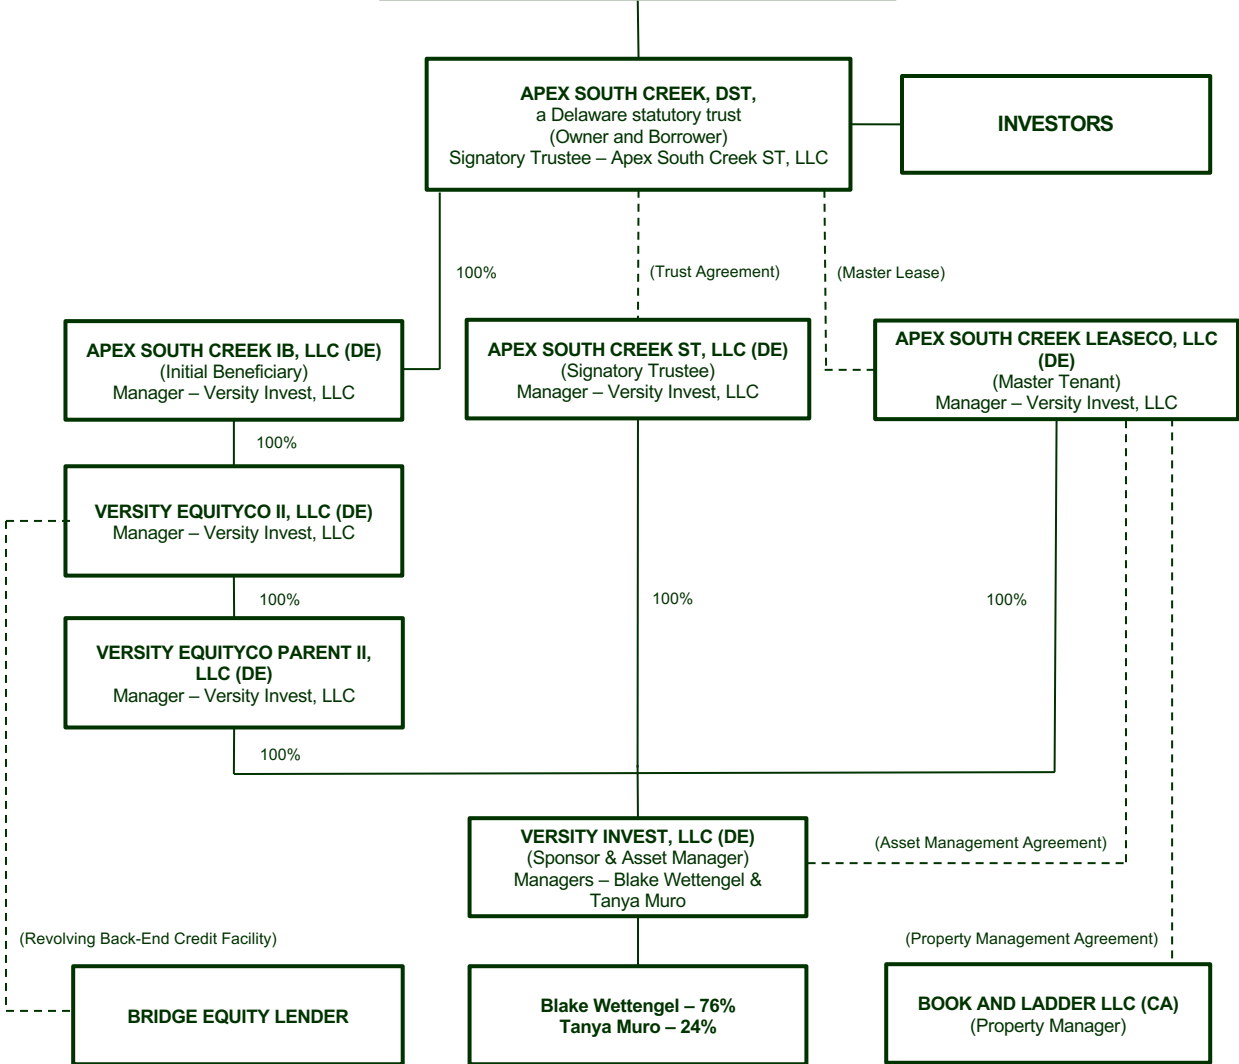 APEX SOUTH CREEK, DST,
a Delaware statutory trust
(Owner and Borrower)
Signatory Trustee – Apex South Creek ST, LLC
INVESTORS
100%
(Trust Agreement)
(Master Lease)
APEX SOUTH CREEK IB, LLC (DE)
(Initial Beneficiary)
Manager – Versity Invest, LLC
APEX SOUTH CREEK ST, LLC (DE)
(Signatory Trustee)
Manager – Versity Invest, LLC
APEX SOUTH CREEK LEASECO, LLC
(DE)
(Master Tenant)
Manager – Versity Invest, LLC
100%
VERSITY EQUITYCO II, LLC (DE)
Manager – Versity Invest, LLC
100%
100%
100%
VERSITY EQUITYCO PARENT II,
LLC (DE)
Manager – Versity Invest, LLC
100%
VERSITY INVEST, LLC (DE)
(Sponsor & Asset Manager)
Managers – Blake Wettengel &
Tanya Muro
(Asset Management Agreement)
(Revolving Back-End Credit Facility)
(Property Management Agreement)
BRIDGE EQUITY LENDER
Blake Wettengel – 76%
Tanya Muro – 24%
BOOK AND LADDER LLC (CA)
(Property Manager)